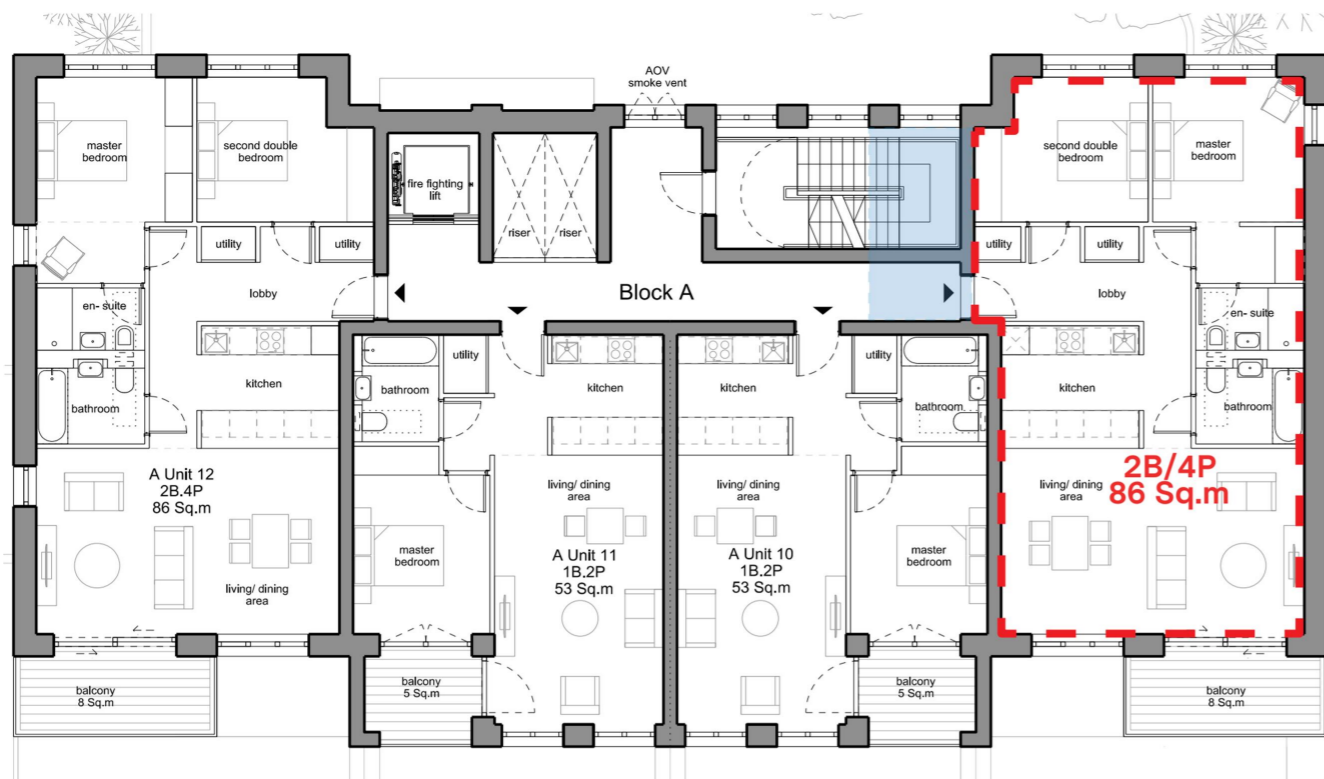 AOV
smoke vent
master
bedroom
second double
bedroom
fire fighting
lift
riser
riser
second double
bedroom
master
bedroom
utility
utility
utility
utility
lobby
Block A
lobby
en- suite
en- suite
kitchen
bathroom
utility
bathroom
kitchen
kitchen
utility
bathroom
kitchen
bathroom
A Unit 12
2B.4P
86 Sq.m
living/ dining
area
living/ dining
area
living/ dining
area
living/ dining
area
2B/4P
86 Sq.m
master
bedroom
A Unit 11
1B.2P
53 Sq.m
A Unit 10
1B.2P
53 Sq.m
master
bedroom
balcony
8 Sq.m
balcony
5 Sq.m
balcony
5 Sq.m
balcony
8 Sq.m